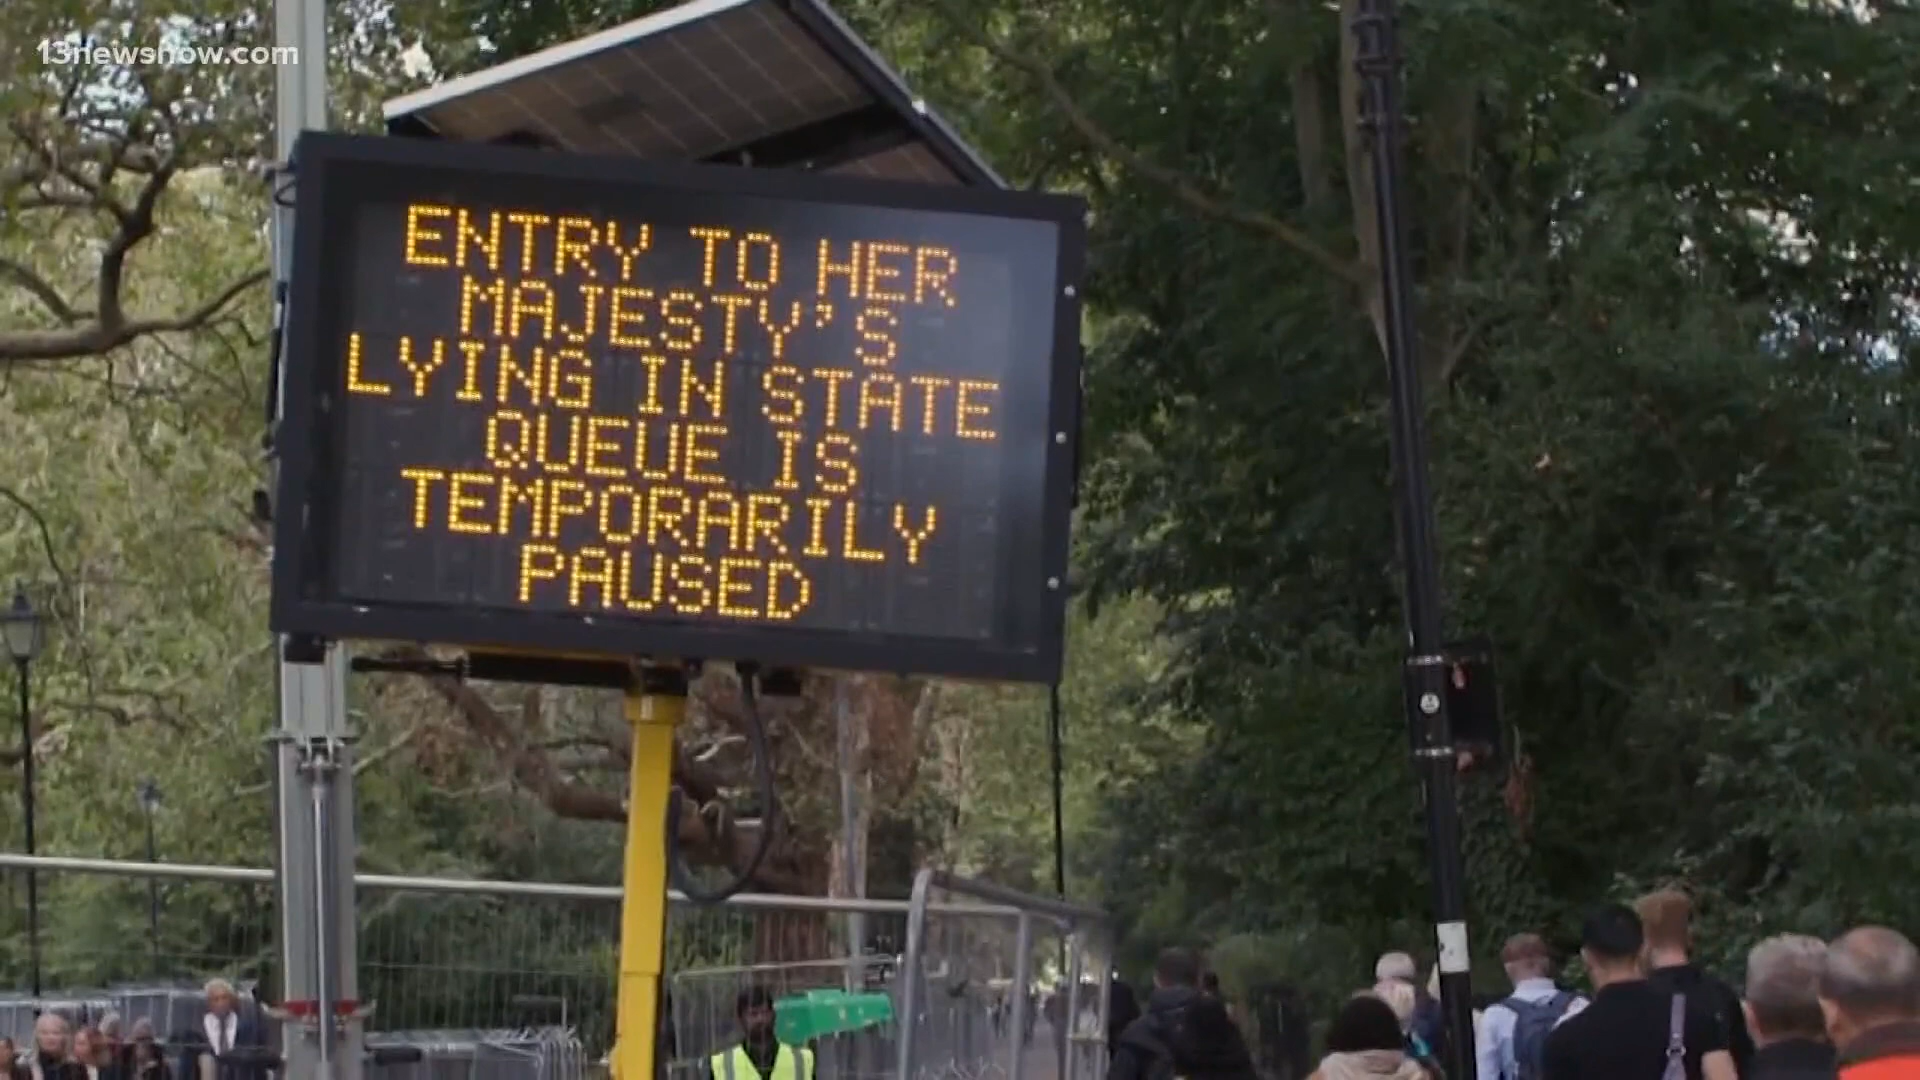 13newsnow.com
ENTRY TO HER
MAJESTY'S
LYING IN STATE
QUEUE IS
TEMPORARILY
PAUSED